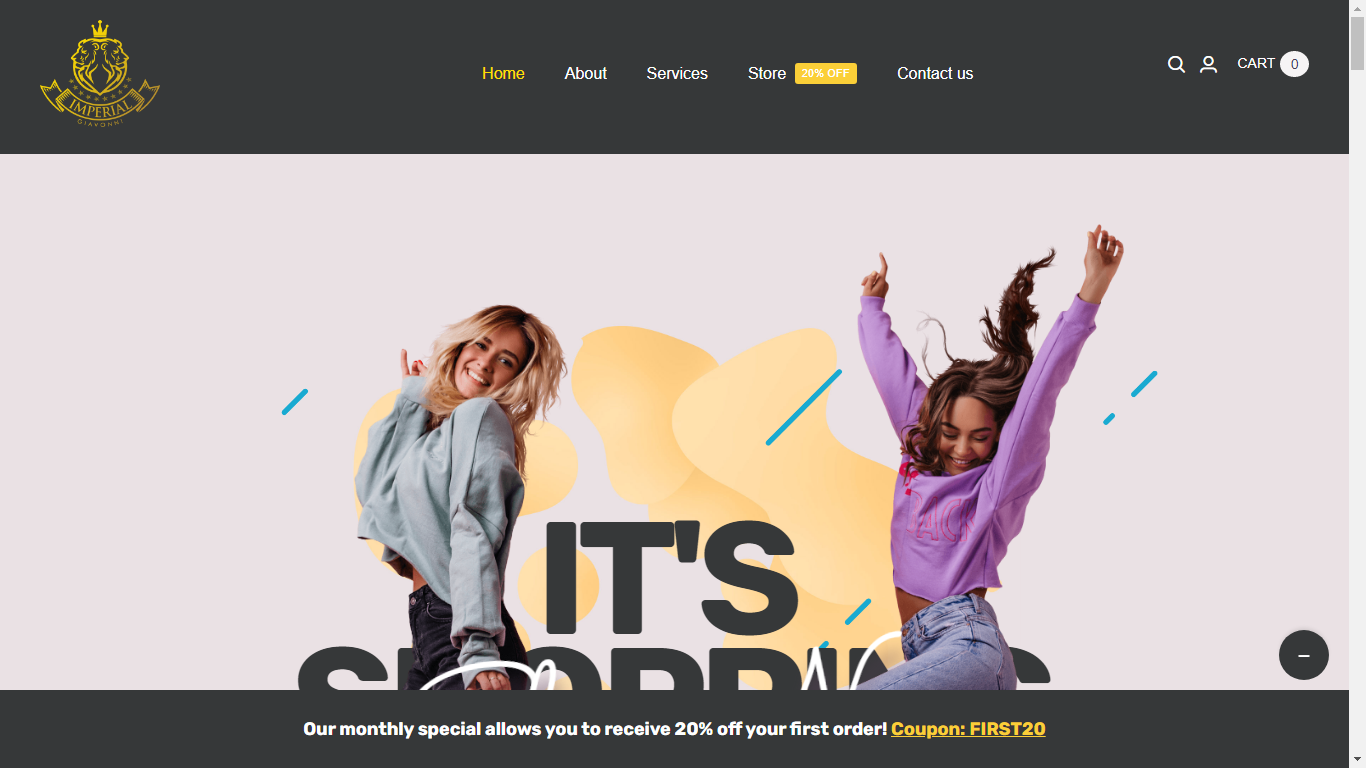 IMPERIAL
GIAVONNI
Home
About
Services
Store 20% OFF
Contact us
CART 0
IT'S
SHOPPING
Our monthly special allows you to receive 20% off your first order! Coupon: FIRST20